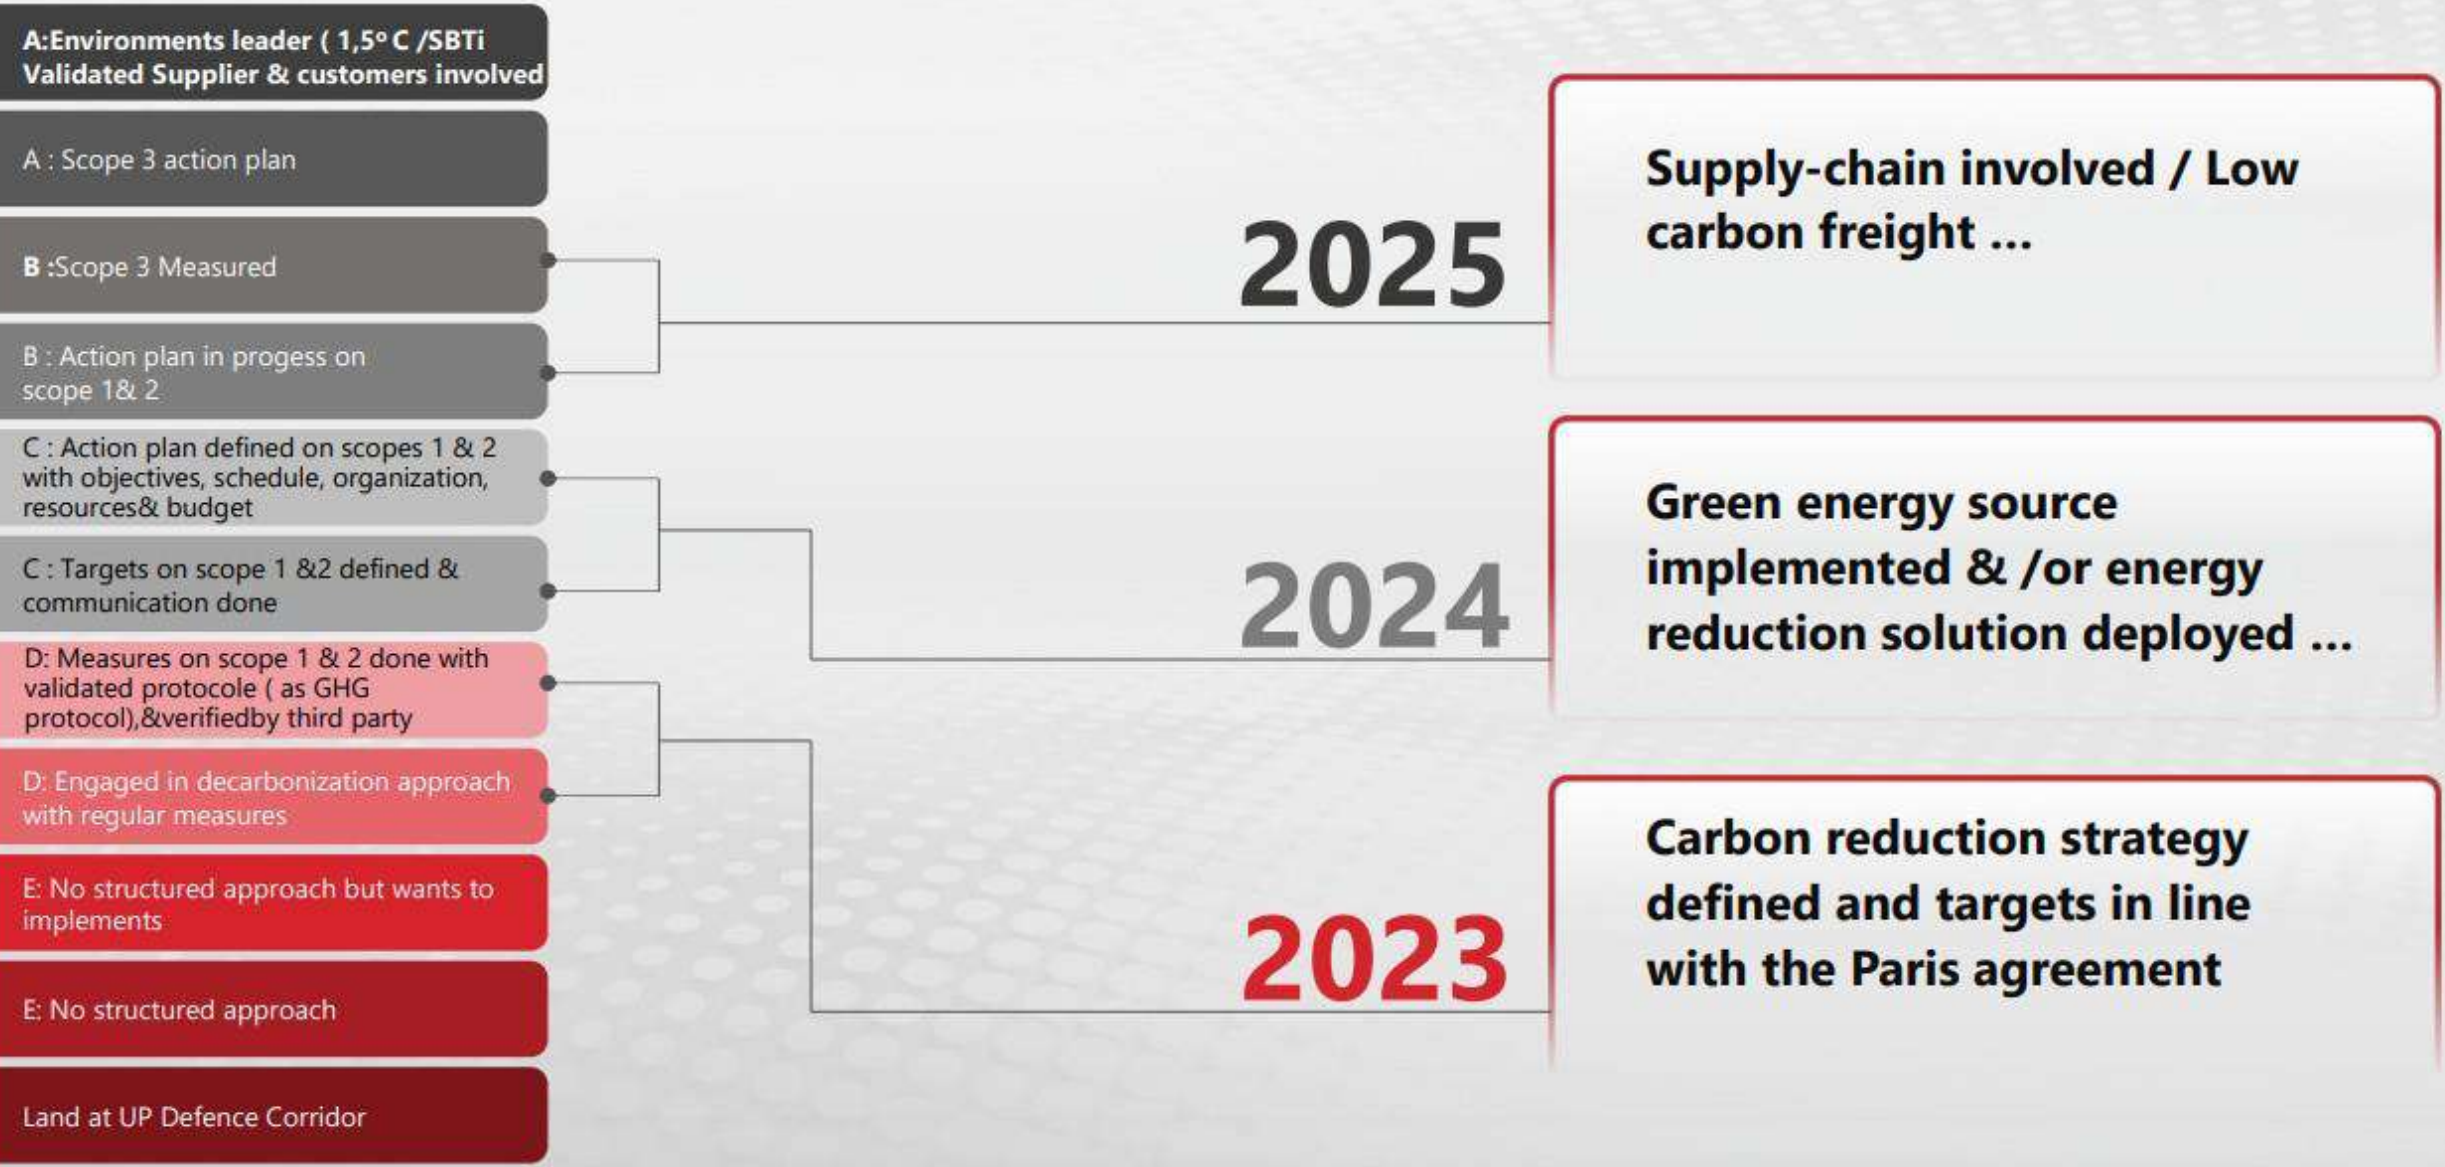 A:Environments leader ( 1,5º C /SBTi
Validated Supplier & customers involved
A : Scope 3 action plan
B :Scope 3 Measured
B : Action plan in progess on
scope 1& 2
C : Action plan defined on scopes 1 & 2
with objectives, schedule, organization,
resources& budget
C : Targets on scope 1 &2 defined &
communication done
D: Measures on scope 1 & 2 done with
validated protocole ( as GHG
protocol),&verifiedby third party
D: Engaged in decarbonization approach
with regular measures
E: No structured approach but wants to
implements
E: No structured approach
Land at UP Defence Corridor
2025
Supply-chain involved / Low
carbon freight ...
2024
Green energy source
implemented & /or energy
reduction solution deployed ...
2023
Carbon reduction strategy
defined and targets in line
with the Paris agreement